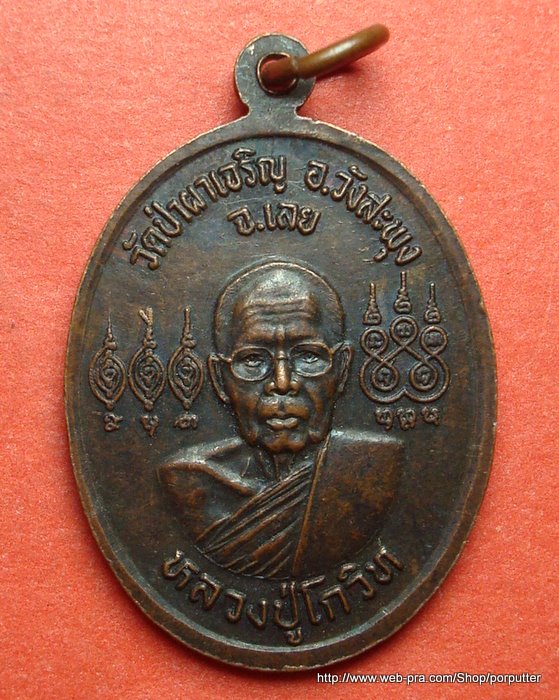 วัดป่าผาเจริญ อ.วังสะพุง
จ.เลย
หลวงปู่โกวิท
http://www.web-pra.com/Shop/porputter